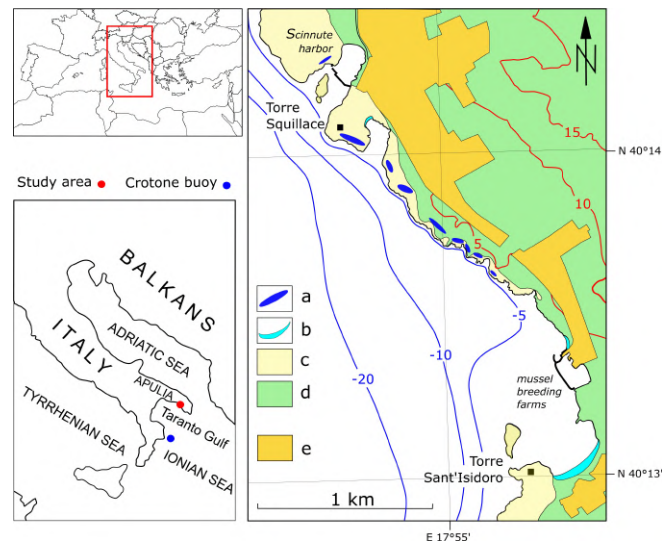 Study area
Crotone buoy
BALKANS
ITALY
ADRIATIC SEA
APULIA
Taranto Gulf
TYRRHENIAN SEA
IONIAN SEA
Scinnute
harbor
Torre
Squillace
N
15
10
5
-5
-10
-20
a
b
c
d
e
mussel
breeding
farms
Torre
Sant'Isidoro
1 km
N 40°14'
N 40°13'
E 17°55'